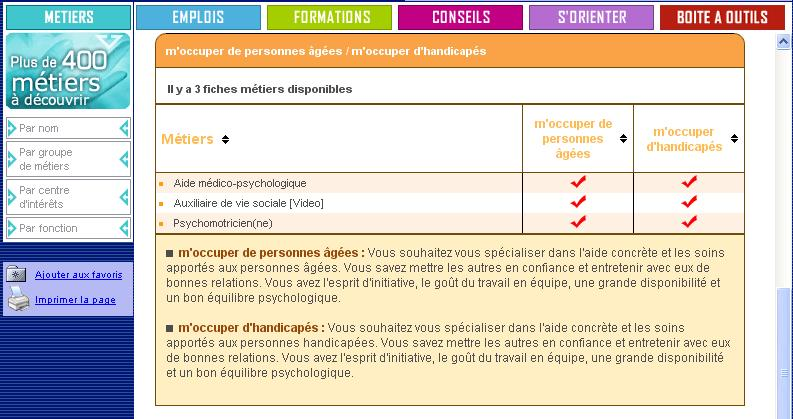 METIERS
EMPLOIS
FORMATIONS
CONSEILS
S'ORIENTER
BOITE A OUTILS
Plus de 400
métiers
à découvrir
Par nom
Par groupe
de métiers
Par centre
d'intérêts
Par fonction
Ajouter aux favoris
Imprimer la page
m'occuper de personnes âgées / m'occuper d'handicapés
Il y a 3 fiches métiers disponibles
Métiers
m'occuper de
personnes
âgées
m'occuper
d'handicapés
Aide médico-psychologique
Auxiliaire de vie sociale [Video]
Psychomotricien(ne)
m'occuper de personnes âgées : Vous souhaitez vous spécialiser dans l'aide concrète et les soins
apportés aux personnes âgées. Vous savez mettre les autres en confiance et entretenir avec eux de
bonnes relations. Vous avez l'esprit d'initiative, le goût du travail en équipe, une grande disponibilité et
un bon équilibre psychologique.
m'occuper d'handicapés : Vous souhaitez vous spécialiser dans l'aide concrète et les soins
apportés aux personnes handicapées. Vous savez mettre les autres en confiance et entretenir avec eux
de bonnes relations. Vous avez l'esprit d'initiative, le goût du travail en équipe, une grande disponibilité
et un bon équilibre psychologique.